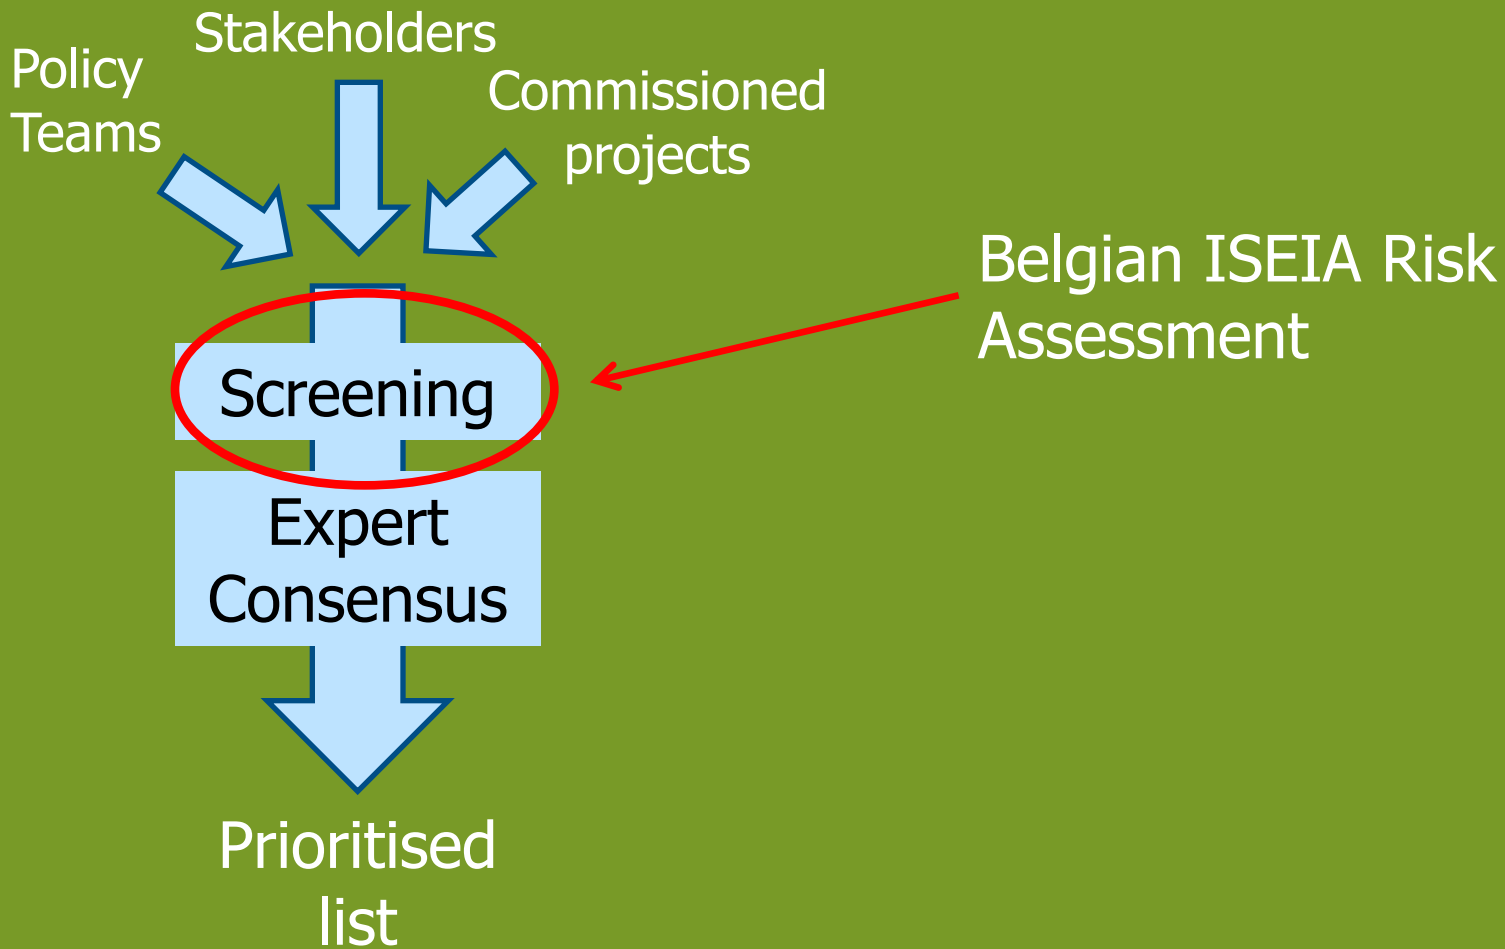 Stakeholders
Policy
Teams
Commissioned
projects
Belgian ISEIA Risk
Assessment
Screening
Expert
Consensus
Prioritised
list